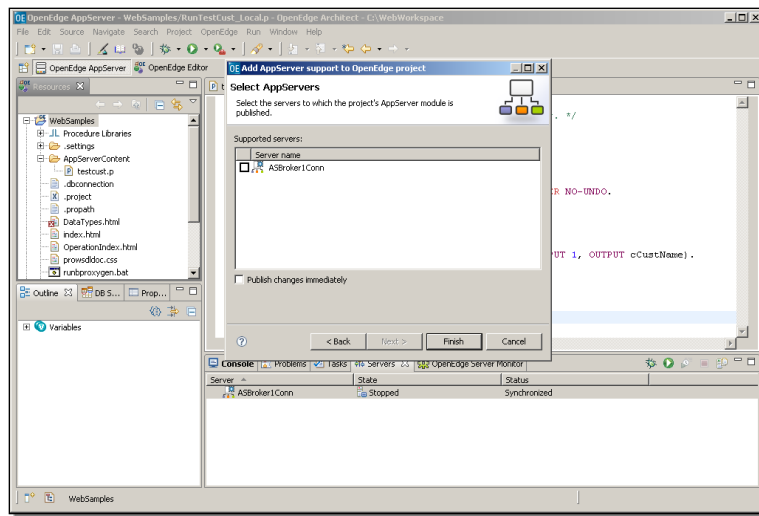 OpenEdge AppServer - WebSamples/RunTestCust_Local.p - OpenEdge Architect - C:\WebWorkspace
File Edit Source Navigate Search Project OpenEdge Run Window Help
OpenEdge AppServer OpenEdge Editor
Resources
WebSamples
Procedure Libraries
.settings
AppServerContent
testcust.p
.dbconnection
.project
.propath
DataTypes.html
index.html
OperationIndex.html
prowsdldoc.css
runbproxygen.bat
Outline DB S... Prop...
Variables
Add AppServer support to OpenEdge project
Select AppServers
Select the servers to which the project's AppServer module is
published.
Supported servers:
Server name
ASBroker1Conn
Publish changes immediately
< Back Next > Finish Cancel
. */
R NO-UNDO.
UT 1, OUTPUT cCustName).
Console Problems Tasks Servers OpenEdge Server Monitor
Server State Status
ASBroker1Conn Stopped Synchronized
WebSamples